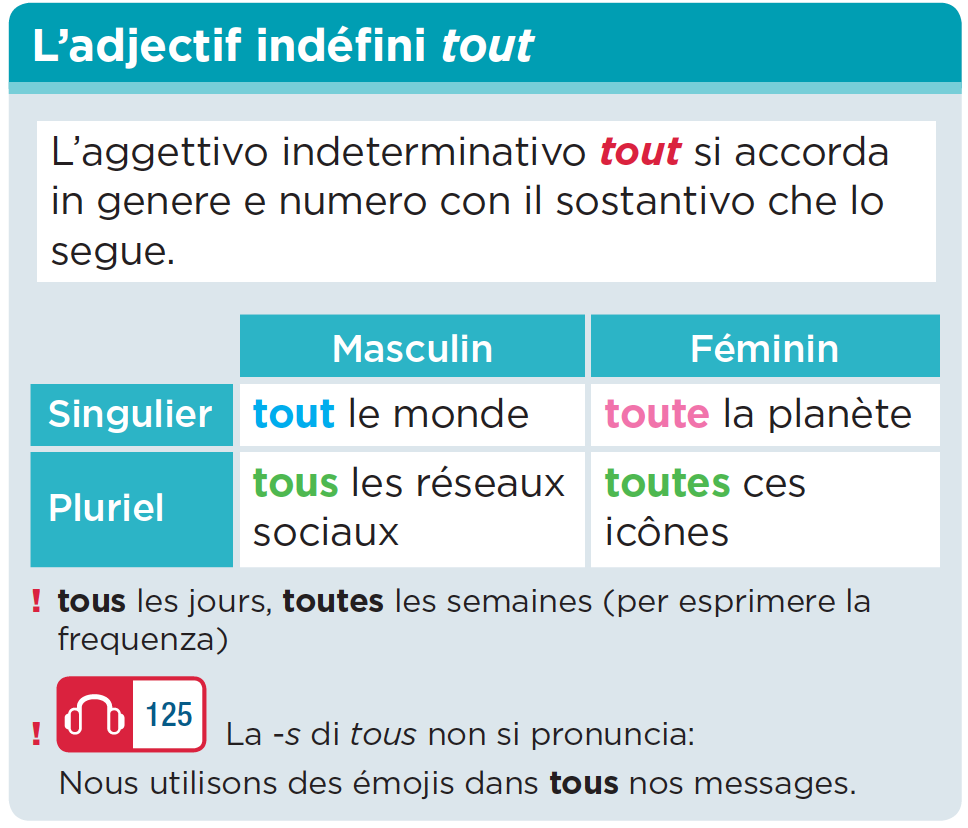 L'adjectif indéfini tout
L'aggettivo indeterminativo tout si accorda
in genere e numero con il sostantivo che lo
segue.
Masculin Féminin
Singulier tout le monde toute la planète
Pluriel tous les réseaux sociaux toutes ces icônes
! tous les jours, toutes les semaines (per esprimere la
frequenza)
! 125 La -s di tous non si pronuncia:
Nous utilisons des émojis dans tous nos messages.